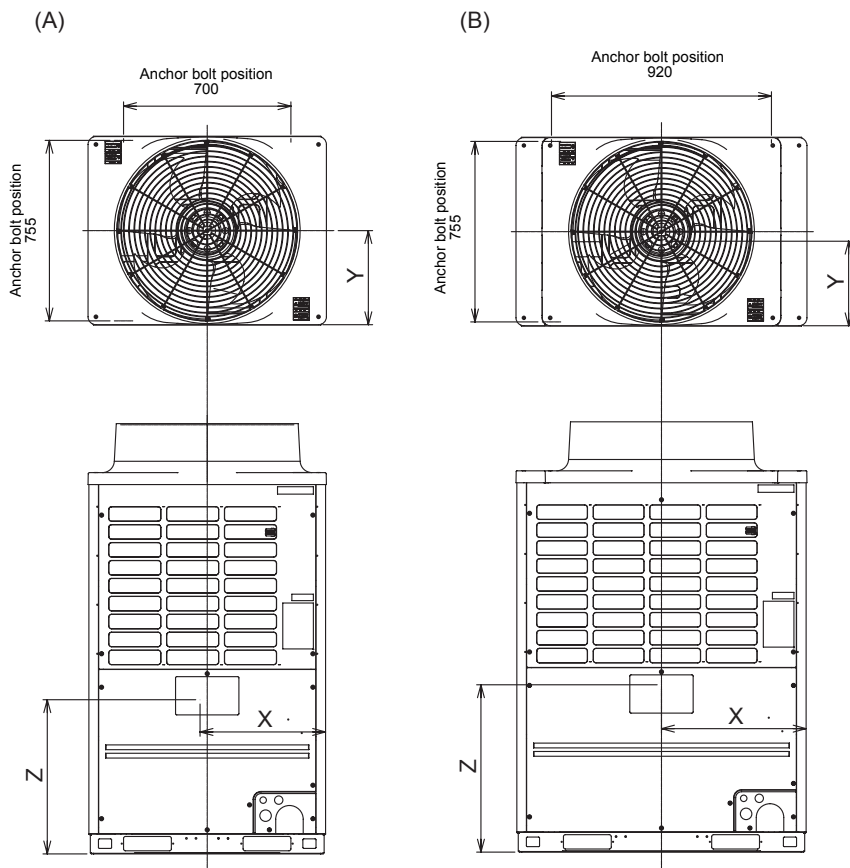 (A)
(B)
Anchor bolt position
700
Anchor bolt position
920
Anchor bolt position
755
Anchor bolt position
755
Y
Y
X
X
Z
Z